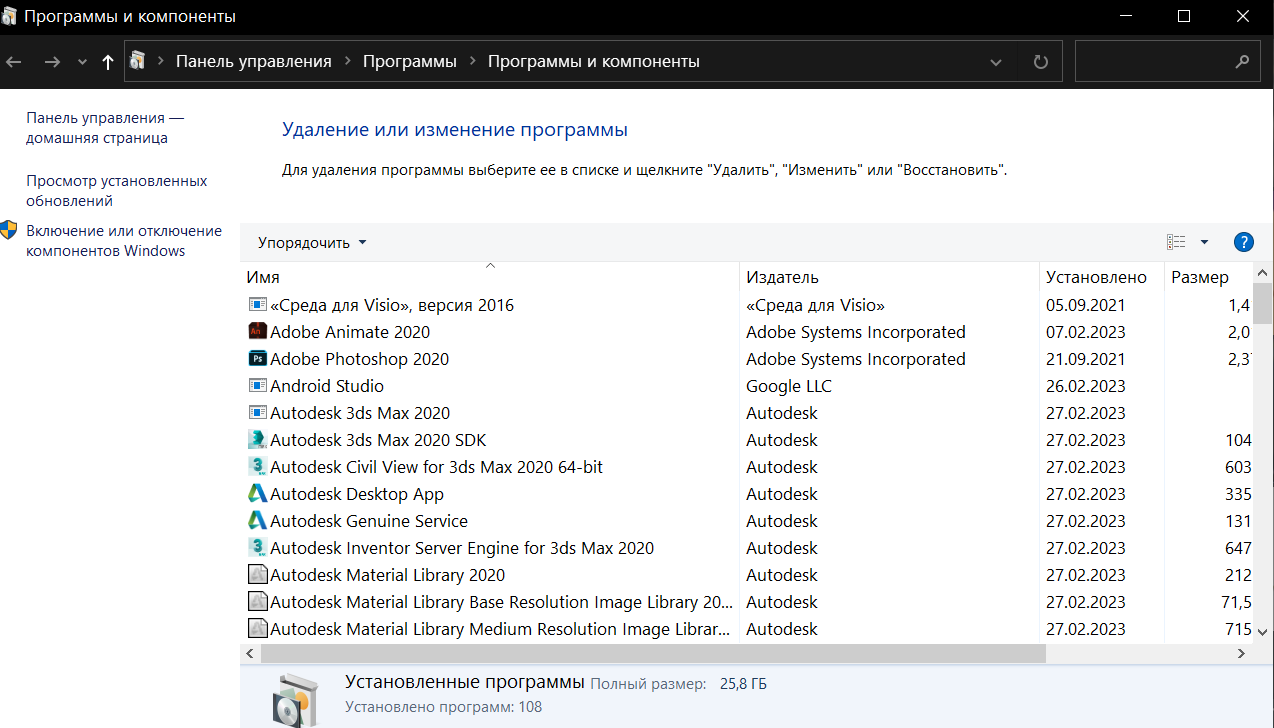 Программы и компоненты
Панель управления Программы Программы и компоненты
Панель управления —
домашняя страница
Просмотр установленных
обновлений
Включение или отключение
компонентов Windows
Удаление или изменение программы
Для удаления программы выберите ее в списке и щелкните "Удалить", "Изменить" или "Восстановить".
Упорядочить
Имя Издатель Установлено Размер
«Среда для Visio», версия 2016 «Среда для Visio» 05.09.2021 1,4
Adobe Animate 2020 Adobe Systems Incorporated 07.02.2023 2,0
Adobe Photoshop 2020 Adobe Systems Incorporated 21.09.2021 2,37
Android Studio Google LLC 26.02.2023
Autodesk 3ds Max 2020 Autodesk 27.02.2023
Autodesk 3ds Max 2020 SDK Autodesk 27.02.2023 104
Autodesk Civil View for 3ds Max 2020 64-bit Autodesk 27.02.2023 603
Autodesk Desktop App Autodesk 27.02.2023 335
Autodesk Genuine Service Autodesk 27.02.2023 131
Autodesk Inventor Server Engine for 3ds Max 2020 Autodesk 27.02.2023 647
Autodesk Material Library 2020 Autodesk 27.02.2023 212
Autodesk Material Library Base Resolution Image Library 20... Autodesk 27.02.2023 71,5
Autodesk Material Library Medium Resolution Image Librar... Autodesk 27.02.2023 715
Установленные программы Полный размер: 25,8 ГБ
Установлено программ: 108